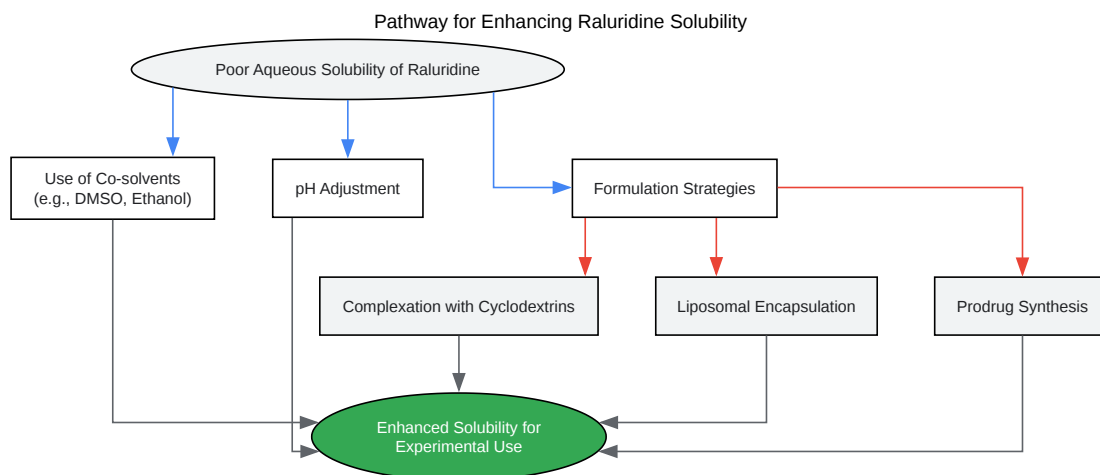 Pathway for Enhancing Raluridine Solubility
Poor Aqueous Solubility of Raluridine
Use of Co-solvents
(e.g., DMSO, Ethanol)
pH Adjustment
Formulation Strategies
Complexation with Cyclodextrins
Liposomal Encapsulation
Prodrug Synthesis
Enhanced Solubility for
Experimental Use